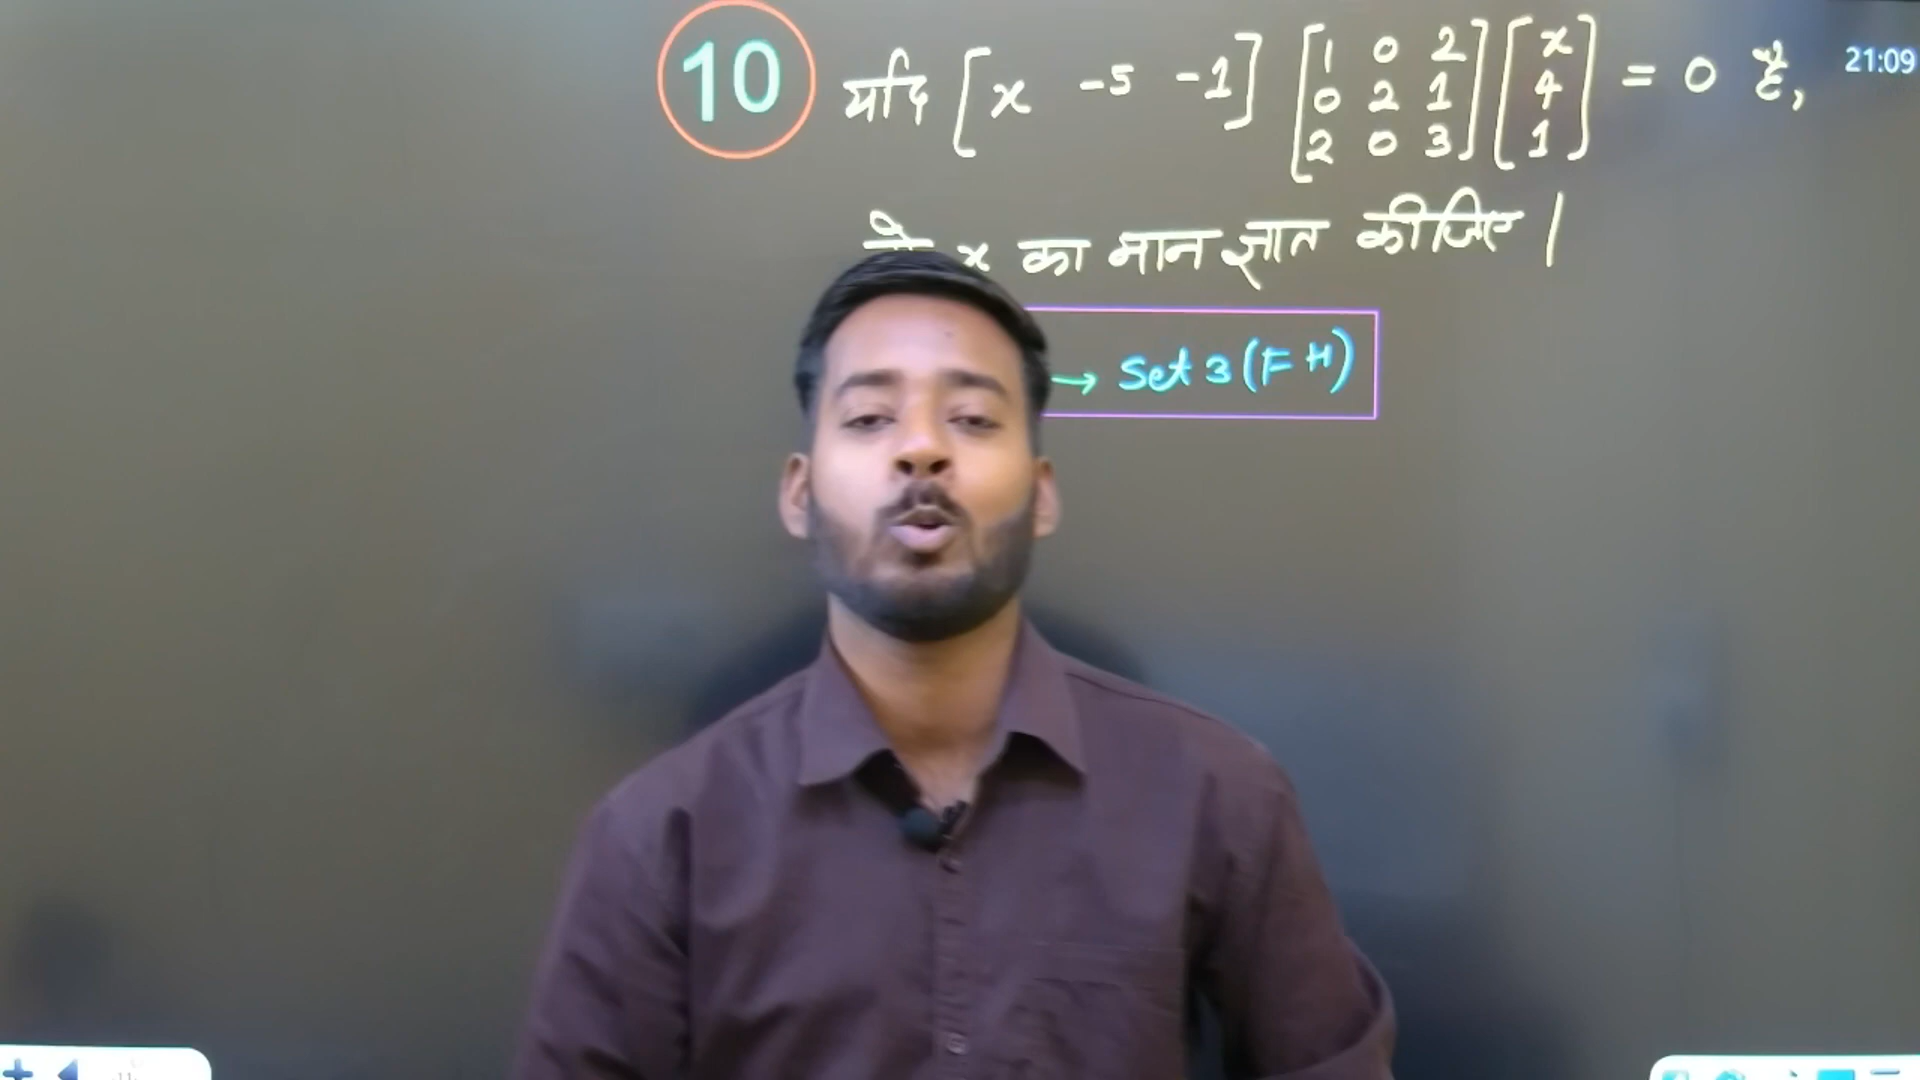 10
यदि [x -5 -1] [1 0 2] [x] = 0 है,
[0 2 1] [4]
[2 0 3] [1]
21:09
x का मान ज्ञात कीजिए |
→ Set 3 (F H)